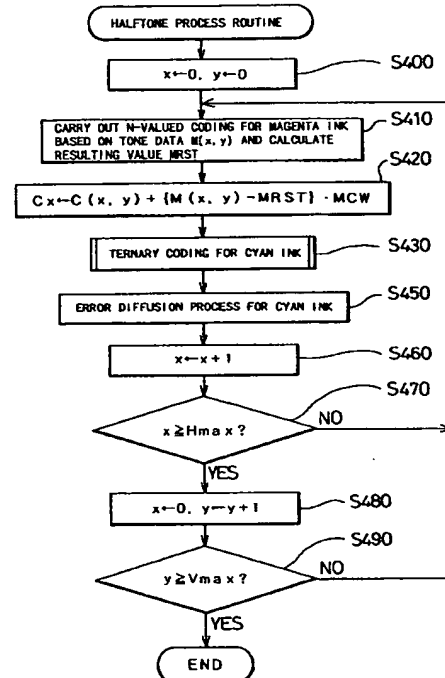 HALFTONE PROCESS ROUTINE
x←0, y←0
S400
CARRY OUT N-VALUED CODING FOR MAGENTA INK
BASED ON TONE DATA M(x, y) AND CALCULATE
RESULTING VALUE MRST
S410
S420
Cx←C (x, y) + {M (x, y) -MRST} · MCW
TERNARY CODING FOR CYAN INK
S430
ERROR DIFFUSION PROCESS FOR CYAN INK
S450
x←x+1
S460
S470
x≧Hmax?
NO
YES
x←0, y←y+1
S480
S490
y≧Vmax?
NO
YES
END